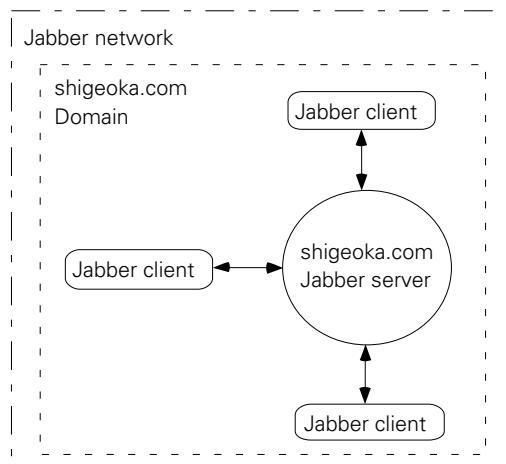 Jabber network
shigeoka.com
Domain
Jabber client
Jabber client
shigeoka.com
Jabber server
Jabber client